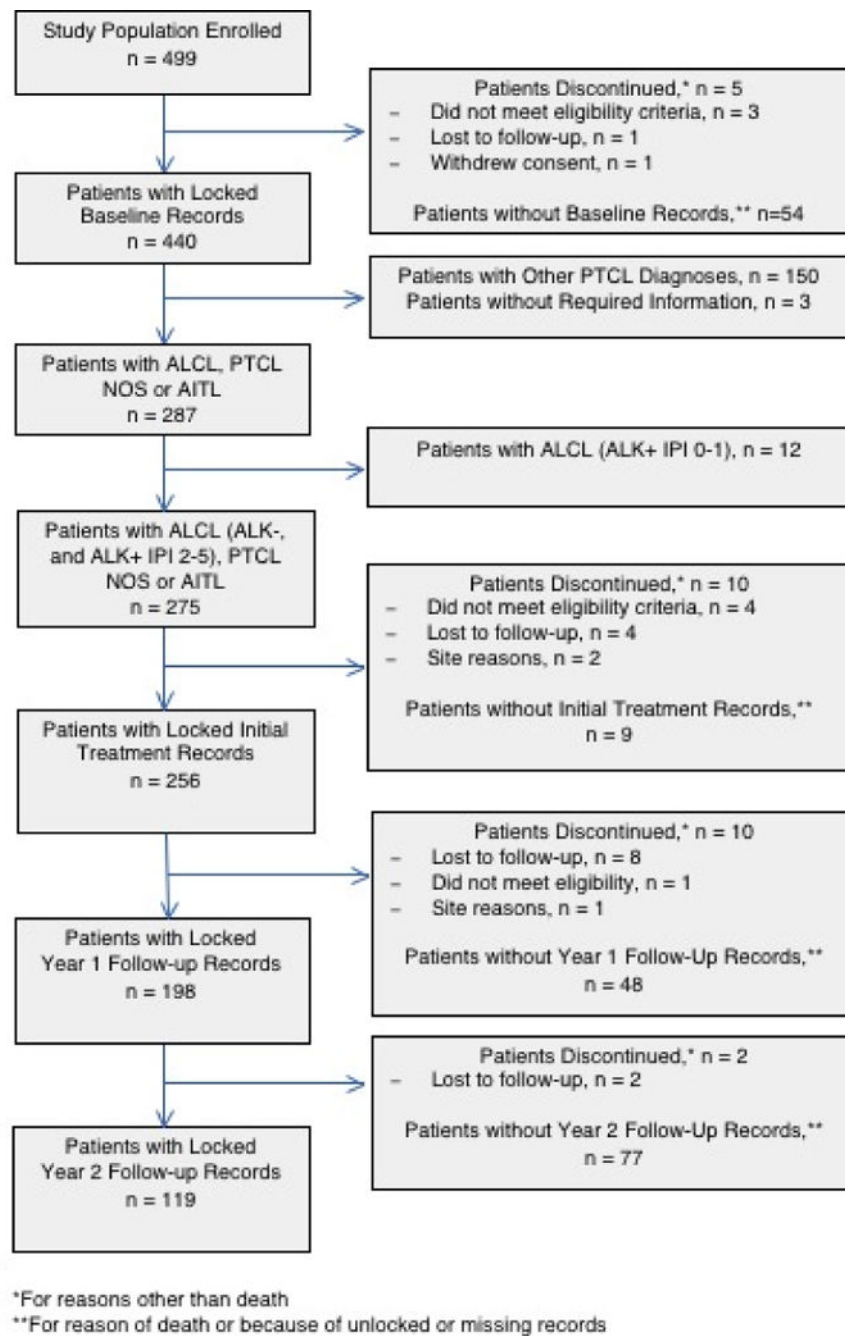 Study Population Enrolled
n = 499
Patients Discontinued,* n = 5
– Did not meet eligibility criteria, n = 3
– Lost to follow-up, n = 1
– Withdrew consent, n = 1
Patients without Baseline Records,** n=54
Patients with Locked
Baseline Records
n = 440
Patients with Other PTCL Diagnoses, n = 150
Patients without Required Information, n = 3
Patients with ALCL, PTCL
NOS or AITL
n = 287
Patients with ALCL (ALK+ IPI 0-1), n = 12
Patients with ALCL (ALK-,
and ALK+ IPI 2-5), PTCL
NOS or AITL
n = 275
Patients Discontinued,* n = 10
– Did not meet eligibility criteria, n = 4
– Lost to follow-up, n = 4
– Site reasons, n = 2
Patients without Initial Treatment Records,**
n = 9
Patients with Locked Initial
Treatment Records
n = 256
Patients Discontinued,* n = 10
– Lost to follow-up, n = 8
– Did not meet eligibility, n = 1
– Site reasons, n = 1
Patients without Year 1 Follow-Up Records,**
n = 48
Patients with Locked
Year 1 Follow-up Records
n = 198
Patients Discontinued,* n = 2
– Lost to follow-up, n = 2
Patients without Year 2 Follow-Up Records,**
n = 77
Patients with Locked
Year 2 Follow-up Records
n = 119
*For reasons other than death
**For reason of death or because of unlocked or missing records